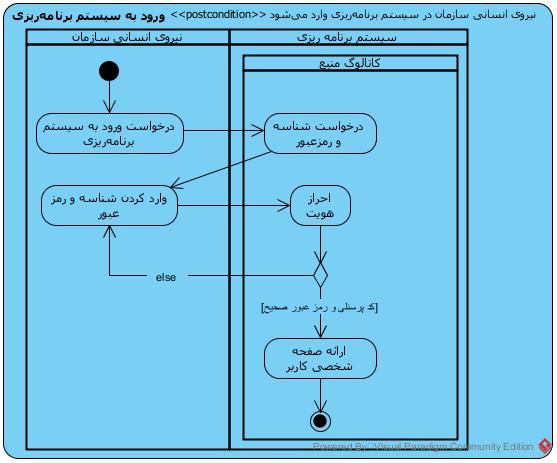 ورود به سیستم برنامه‌ریزی <<postcondition>> نیروی انسانی سازمان در سیستم برنامه‌ریزی وارد می‌شود
نیروی انسانی سازمان
سیستم برنامه ریزی
کاتالوگ منبع
درخواست ورود به سیستم
برنامه‌ریزی
درخواست شناسه
و رمزعبور
وارد کردن شناسه و رمز
عبور
احراز
هویت
else
[کد پرسنلی و رمز عبور صحیح]
ارائه صفحه
شخصی کاربر
Powered By Visual Paradigm Community Edition